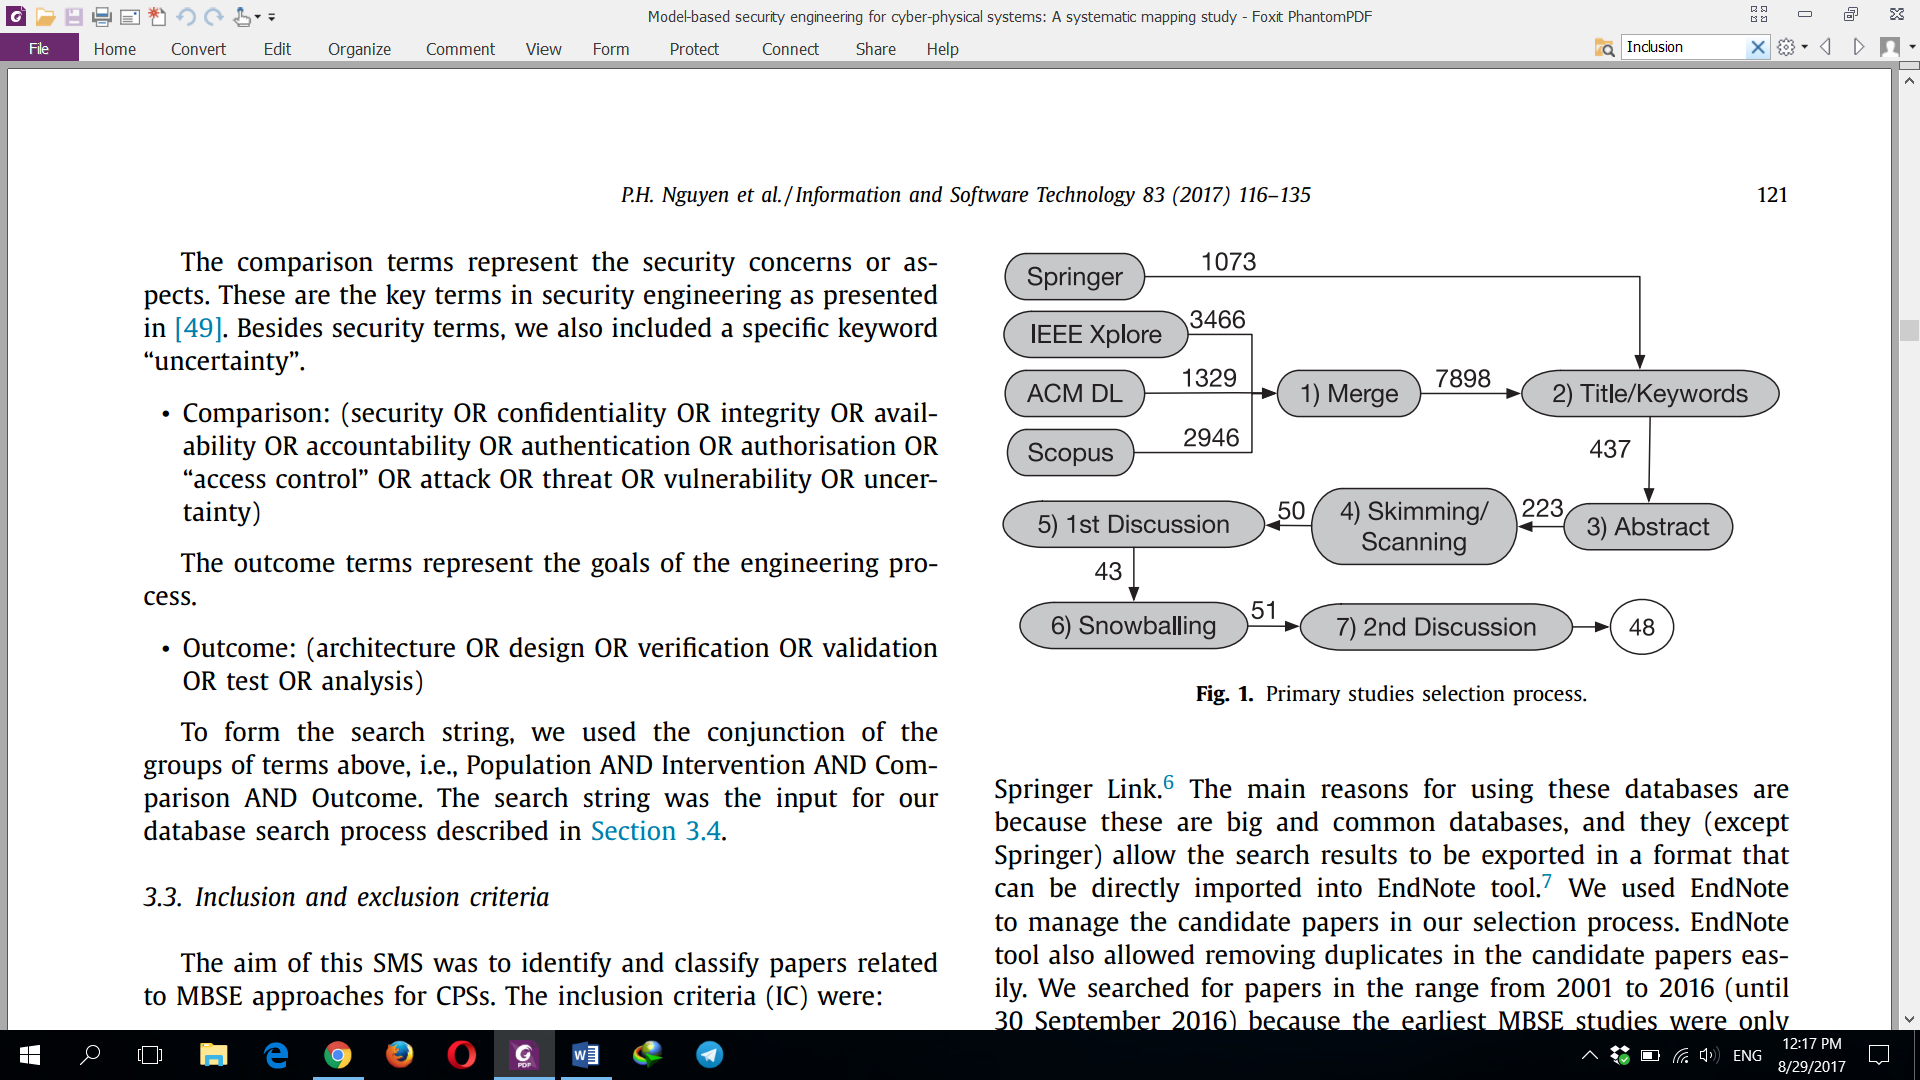 Model-based security engineering for cyber-physical systems: A systematic mapping study - Foxit PhantomPDF
File Home Convert Edit Organize Comment View Form Protect Connect Share Help
Inclusion
P.H. Nguyen et al. / Information and Software Technology 83 (2017) 116–135
121
The comparison terms represent the security concerns or as-
pects. These are the key terms in security engineering as presented
in [49]. Besides security terms, we also included a specific keyword
“uncertainty”.
• Comparison: (security OR confidentiality OR integrity OR avail-
ability OR accountability OR authentication OR authorisation OR
“access control” OR attack OR threat OR vulnerability OR uncer-
tainty)
The outcome terms represent the goals of the engineering pro-
cess.
• Outcome: (architecture OR design OR verification OR validation
OR test OR analysis)
To form the search string, we used the conjunction of the
groups of terms above, i.e., Population AND Intervention AND Com-
parison AND Outcome. The search string was the input for our
database search process described in Section 3.4.
3.3. Inclusion and exclusion criteria
The aim of this SMS was to identify and classify papers related
to MBSE approaches for CPSs. The inclusion criteria (IC) were:
Springer
1073
IEEE Xplore
3466
ACM DL
1329
Scopus
2946
1) Merge
7898
2) Title/Keywords
437
3) Abstract
223
4) Skimming/
Scanning
50
5) 1st Discussion
43
6) Snowballing
51
7) 2nd Discussion
48
Fig. 1. Primary studies selection process.
Springer Link.6 The main reasons for using these databases are
because these are big and common databases, and they (except
Springer) allow the search results to be exported in a format that
can be directly imported into EndNote tool.7 We used EndNote
to manage the candidate papers in our selection process. EndNote
tool also allowed removing duplicates in the candidate papers eas-
ily. We searched for papers in the range from 2001 to 2016 (until
30 September 2016) because the earliest MBSE studies were only
ENG
12:17 PM
8/29/2017